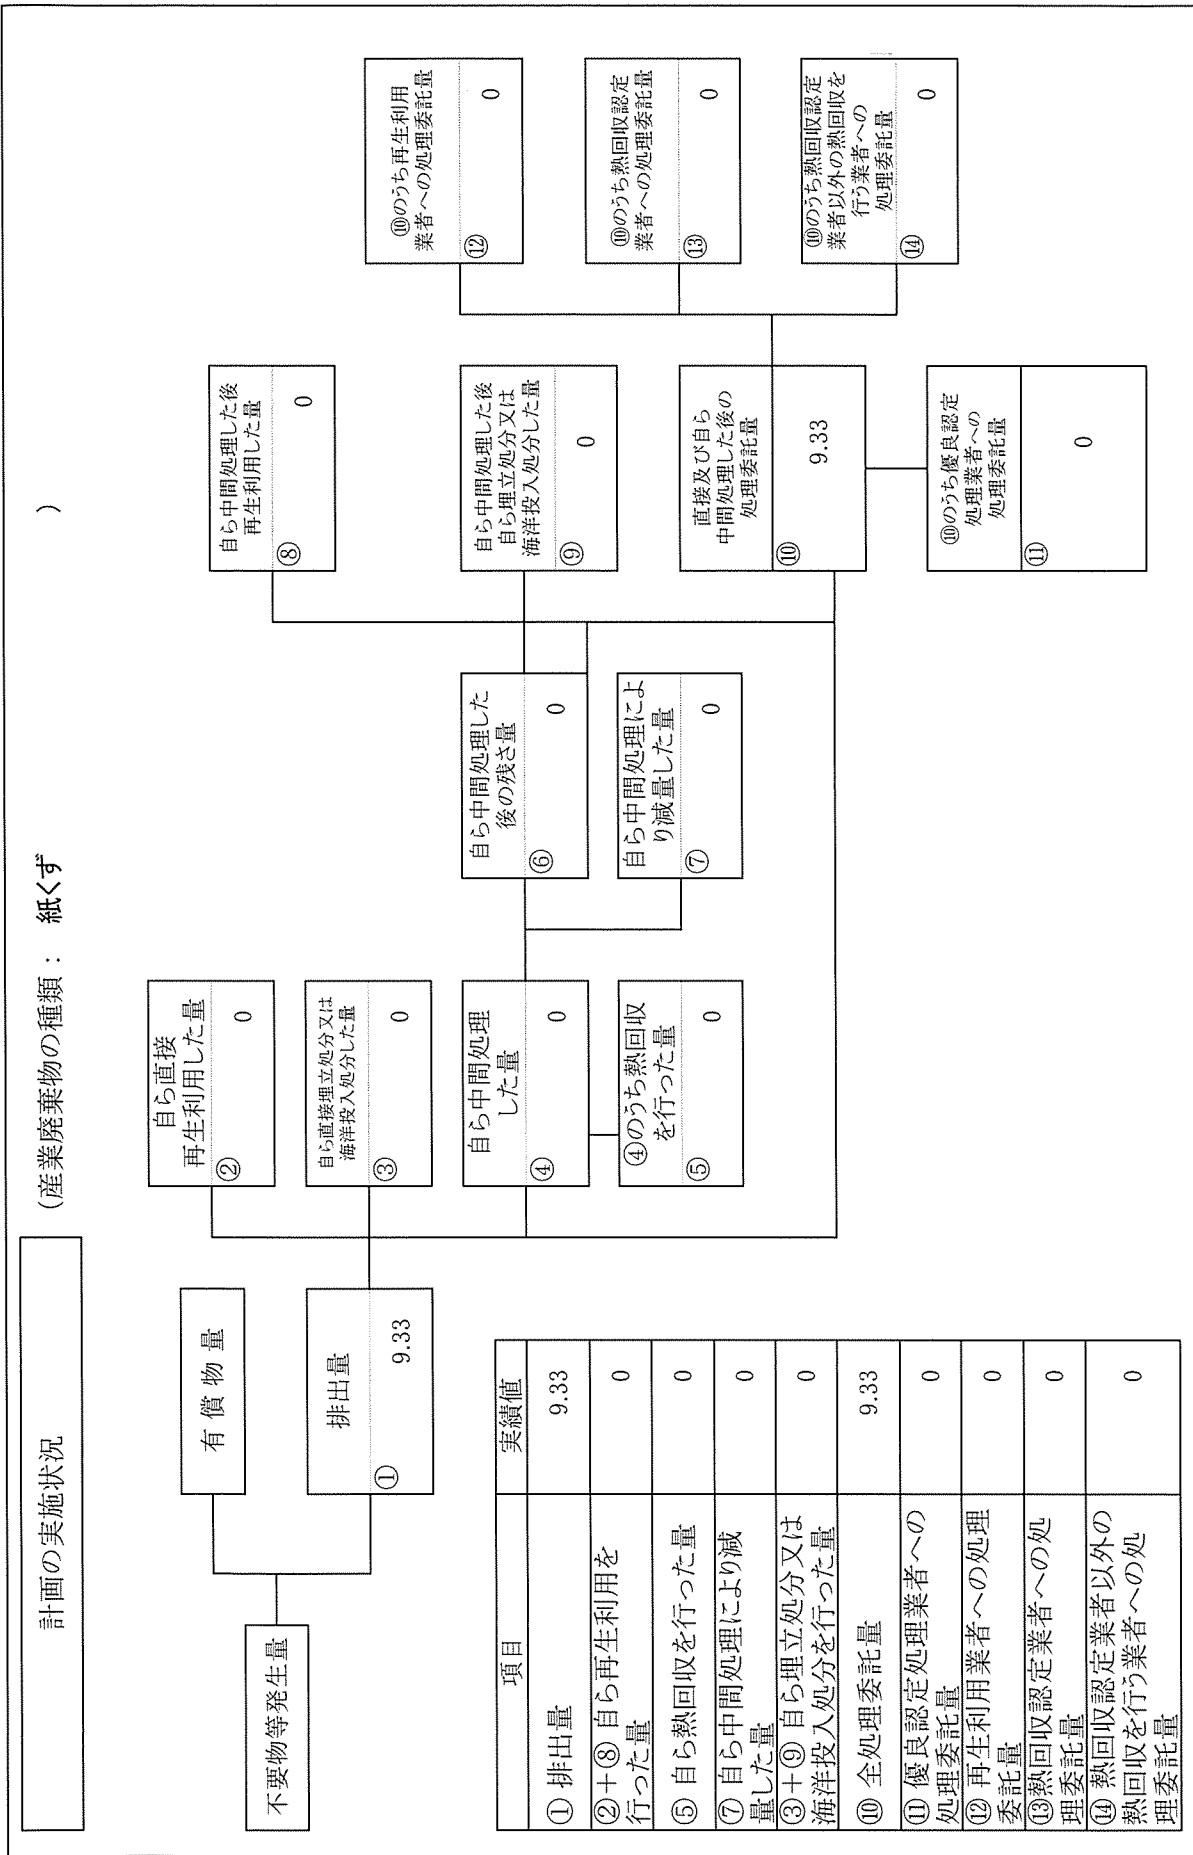 計画の実施状況
(産業廃棄物の種類： 紙くず )
不要物等発生量
有 償 物 量
排出量
① 9.33
自ら直接
再生利用した量
② 0
自ら直接埋立処分又は
海洋投入処分した量
③ 0
自ら中間処理
した量
④ 0
④のうち熱回収
を行った量
⑤ 0
自ら中間処理した
後の残さ量
⑥ 0
自ら中間処理によ
り減量した量
⑦ 0
自ら中間処理した後
再生利用した量
⑧ 0
自ら中間処理した後
自ら埋立処分又は
海洋投入処分した量
⑨ 0
直接及び自ら
中間処理した後の
処理委託量
⑩ 9.33
⑩のうち優良認定
処理業者への
処理委託量
⑪ 0
⑩のうち再生利用
業者への処理委託量
⑫ 0
⑩のうち熱回収認定
業者への処理委託量
⑬ 0
⑩のうち熱回収認定
業者以外の熱回収を
行う業者への
処理委託量
⑭ 0
項目 実績値
① 排出量 9.33
②＋⑧ 自ら再生利用を
行った量 0
⑤ 自ら熱回収を行った量 0
⑦ 自ら中間処理により減
量した量 0
③＋⑨ 自ら埋立処分又は
海洋投入処分を行った量 0
⑩ 全処理委託量 9.33
⑪ 優良認定処理業者への
処理委託量 0
⑫ 再生利用業者への処理
委託量 0
⑬熱回収認定業者への処
理委託量 0
⑭ 熱回収認定業者以外の
熱回収を行う業者への処
理委託量 0